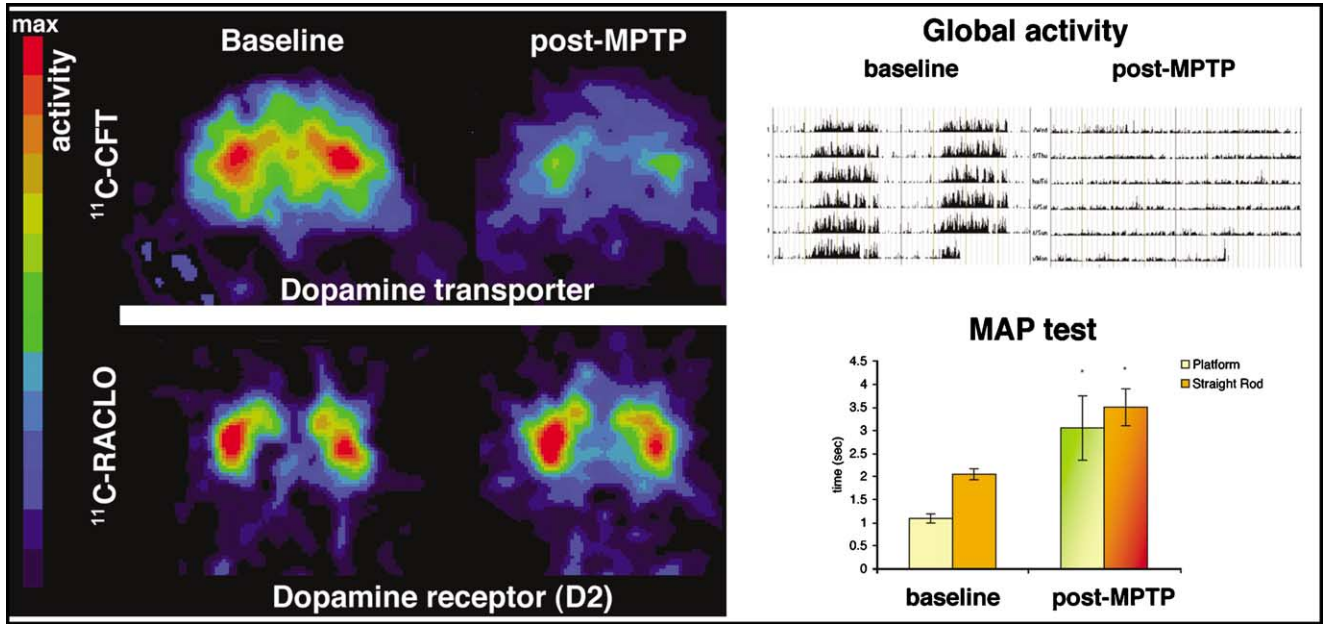 max
activity
Baseline
post-MPTP
¹¹C-CFT
Dopamine transporter
¹¹C-RACLO
Dopamine receptor (D2)
Global activity
baseline
post-MPTP
MAP test
Platform
Straight Rod
4.5
4
3.5
3
2.5
2
1.5
1
0.5
0
time (sec)
* *
baseline
post-MPTP